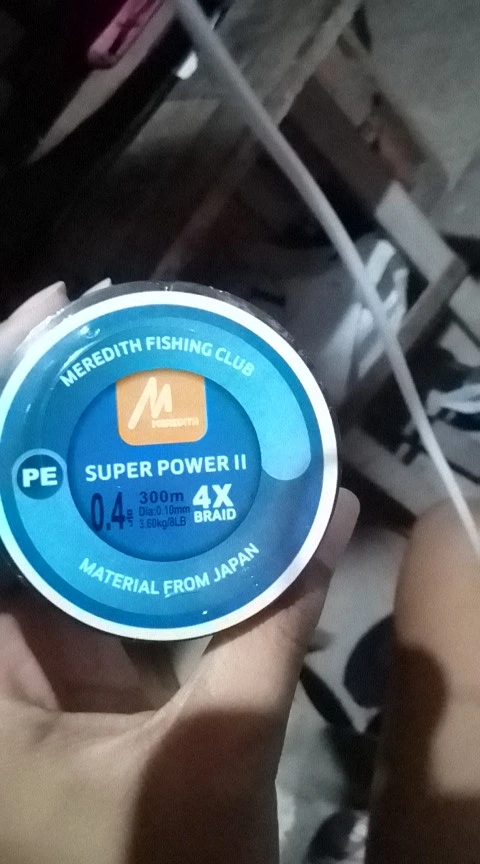 MEREDITH FISHING CLUB
M
MEREDITH
PE
SUPER POWER II
0.4
300m
Dia:0.10mm
3.60kg/8LB
4X
BRAID
MATERIAL FROM JAPAN